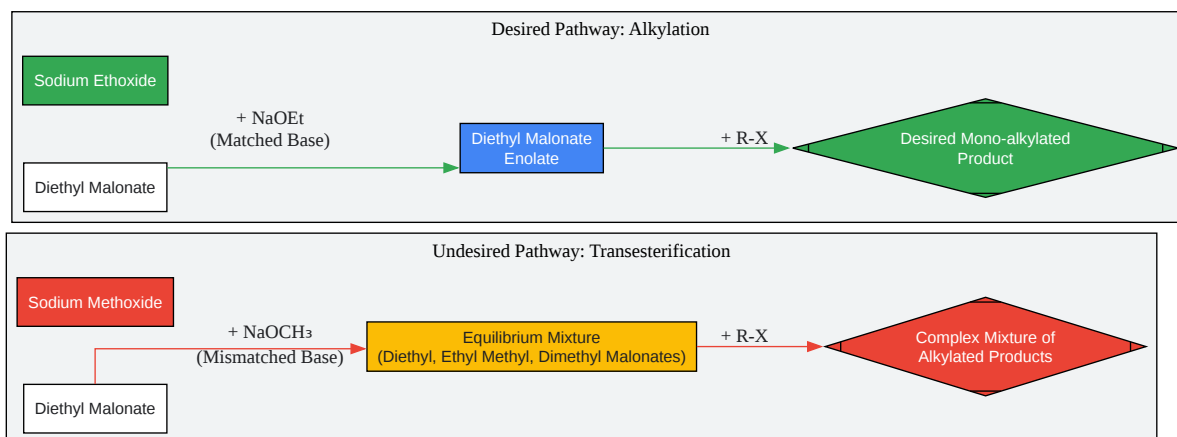 Desired Pathway: Alkylation
Sodium Ethoxide
+ NaOEt
(Matched Base)
Diethyl Malonate
Diethyl Malonate
Enolate
+ R-X
Desired Mono-alkylated
Product
Undesired Pathway: Transesterification
Sodium Methoxide
+ NaOCH₃
(Mismatched Base)
Diethyl Malonate
Equilibrium Mixture
(Diethyl, Ethyl Methyl, Dimethyl Malonates)
+ R-X
Complex Mixture of
Alkylated Products